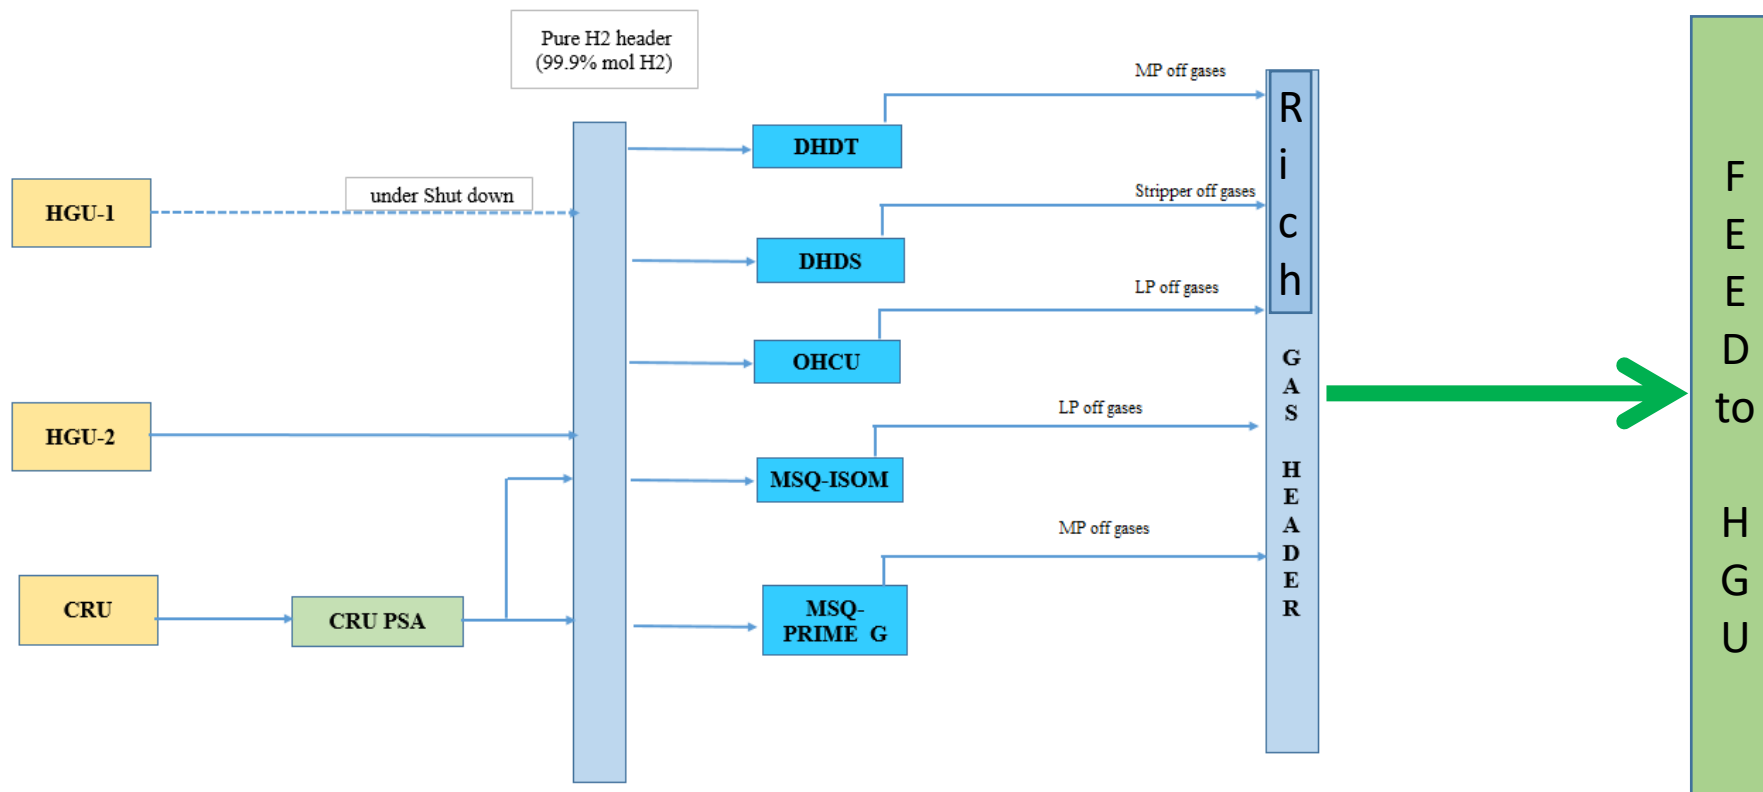 Pure H2 header
(99.9% mol H2)
MP off gases
DHDT
HGU-1
under Shut down
Stripper off gases
DHDS
LP off gases
OHCU
HGU-2
LP off gases
MSQ-ISOM
MP off gases
CRU
CRU PSA
MSQ-
PRIME G
R
i
c
h
G
A
S
H
E
A
D
E
R
F
E
E
D
to
H
G
U